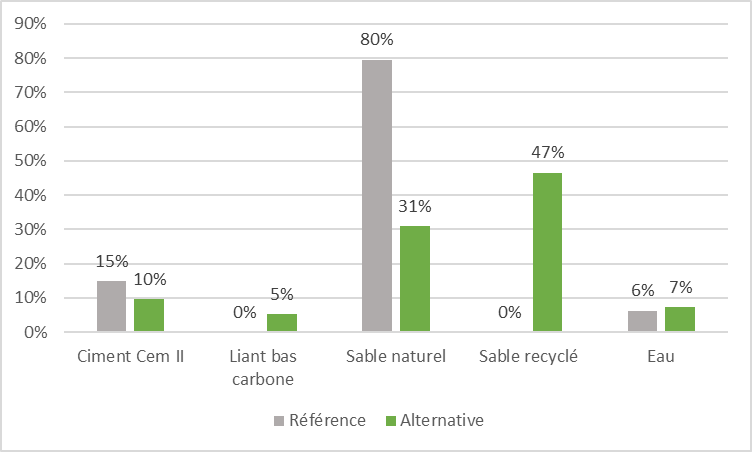 90%
80%
70%
60%
50%
40%
30%
20%
10%
0%
80%
47%
31%
15%
10%
0%
5%
0%
6%
7%
Ciment Cem II
Liant bas
carbone
Sable naturel
Sable recyclé
Eau
Référence
Alternative